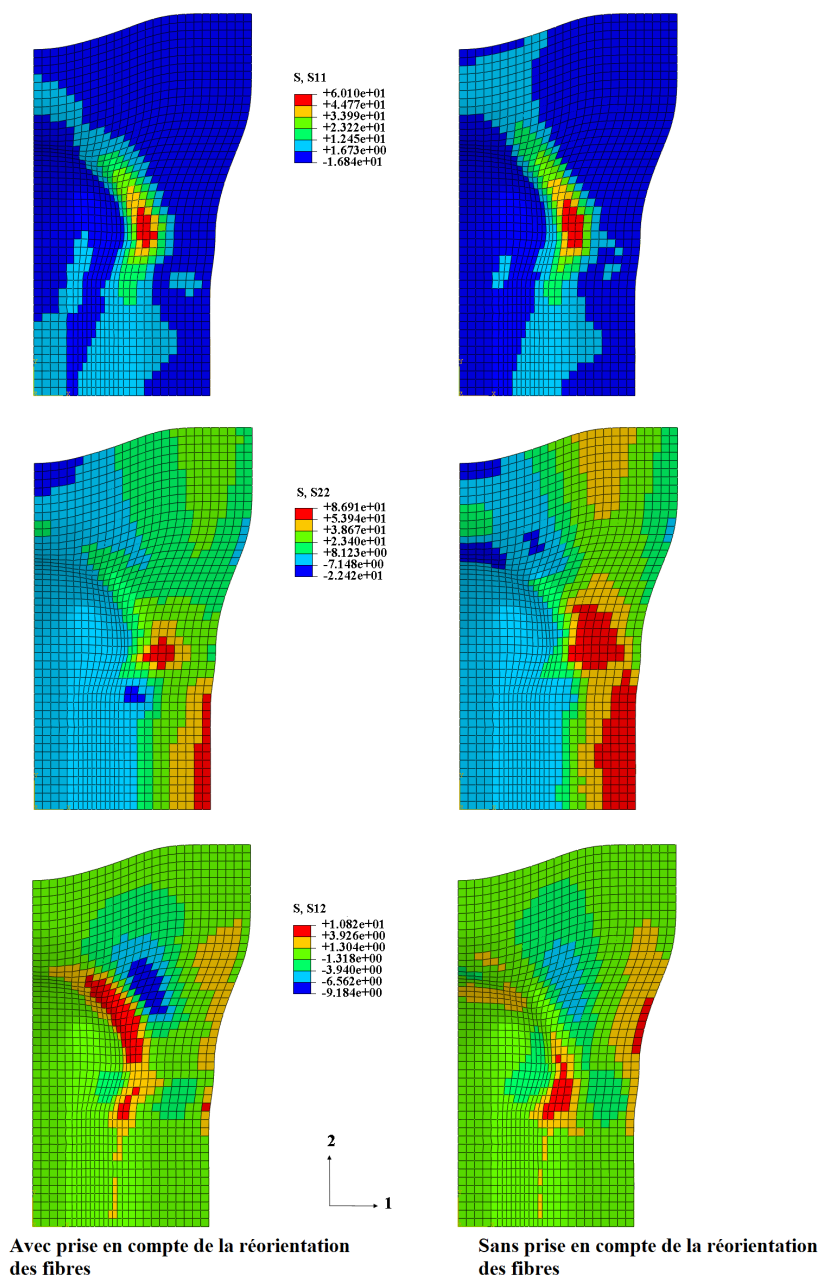 S, S11
+6.010e+01
+4.477e+01
+3.399e+01
+2.322e+01
+1.245e+01
+1.673e+00
-1.684e+01
S, S22
+8.691e+01
+5.394e+01
+3.867e+01
+2.340e+01
+8.123e+00
-7.148e+00
-2.242e+01
S, S12
+1.082e+01
+3.926e+00
+1.304e+00
-1.318e+00
-3.940e+00
-6.562e+00
-9.184e+00
2
1
Avec prise en compte de la réorientation
des fibres
Sans prise en compte de la réorientation
des fibres